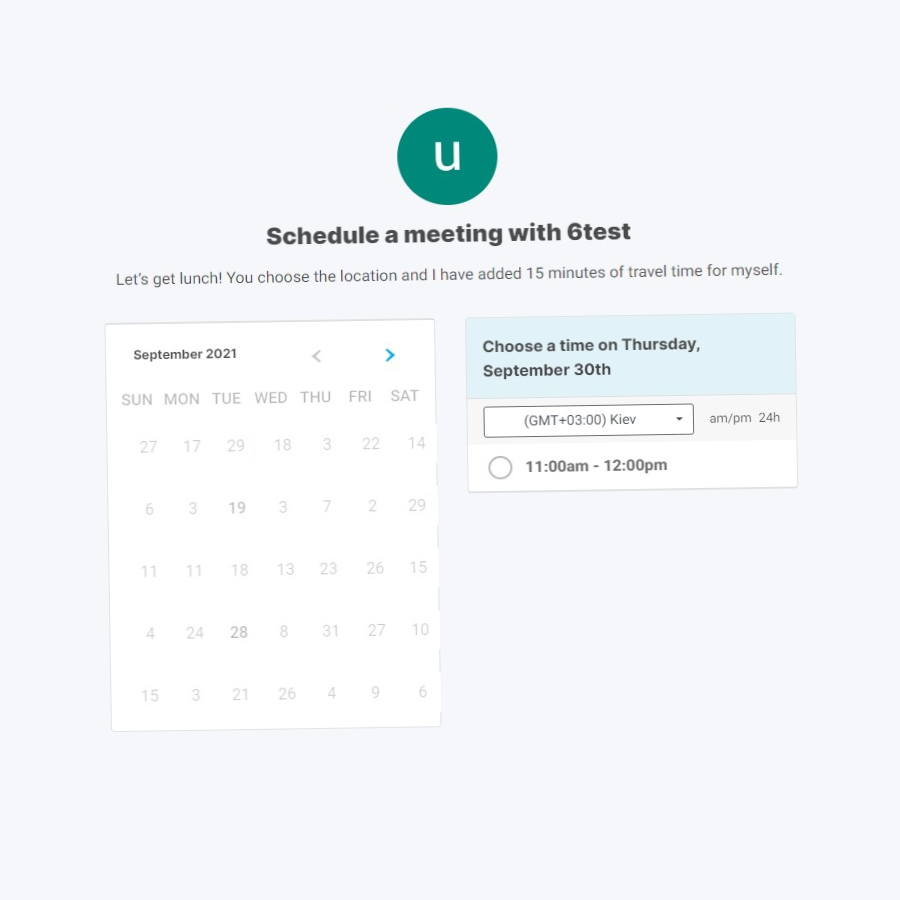 u
Schedule a meeting with 6test
Let's get lunch! You choose the location and I have added 15 minutes of travel time for myself.
September 2021
SUN MON TUE WED THU FRI SAT
27 17 29 18 3 22 14
6 3 19 3 7 2 29
11 11 18 13 23 26 15
4 24 28 8 31 27 10
15 3 21 26 4 9 6
Choose a time on Thursday,
September 30th
(GMT+03:00) Kiev am/pm 24h
11:00am - 12:00pm